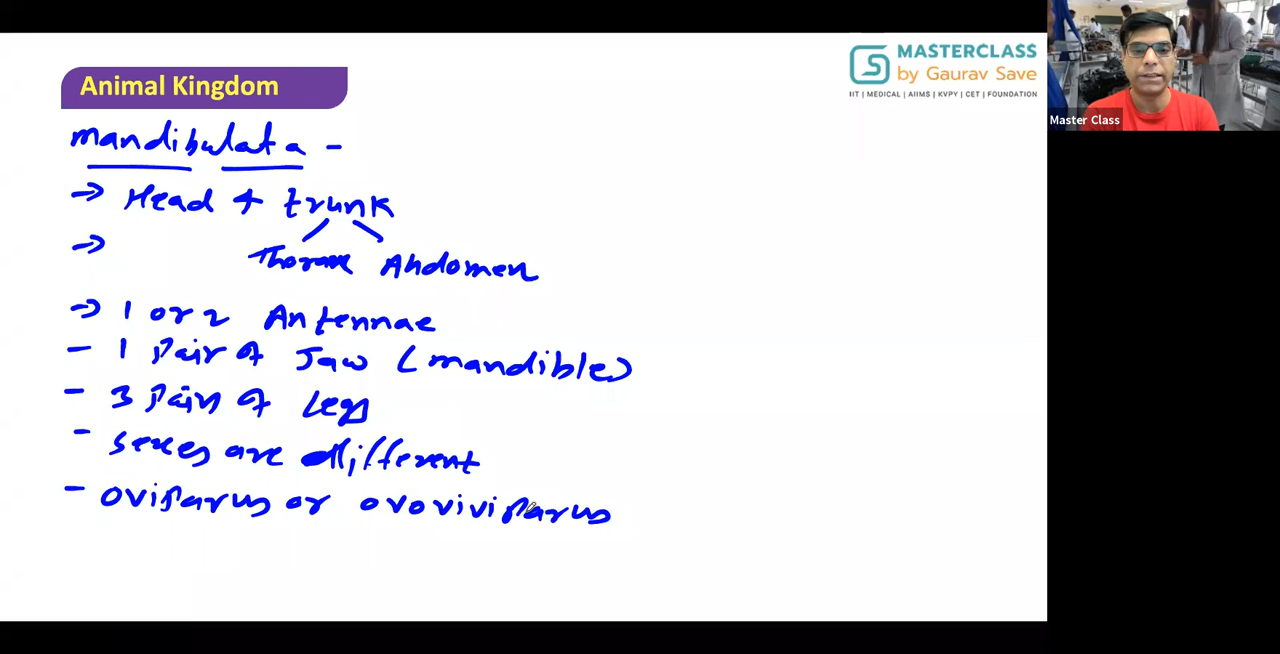 MASTERCLASS
by Gaurav Save
IIT | MEDICAL | AIIMS | KVPY | CET | FOUNDATION
Master Class
Animal Kingdom
mandibulata -
→ Head + trunk
→ Thorax Abdomen
→ 1 or 2 Antennae
- 1 Pair of Jaw (mandible)
- 3 Pair of Leg
- sexes are different
- oviparus or ovoviviparus